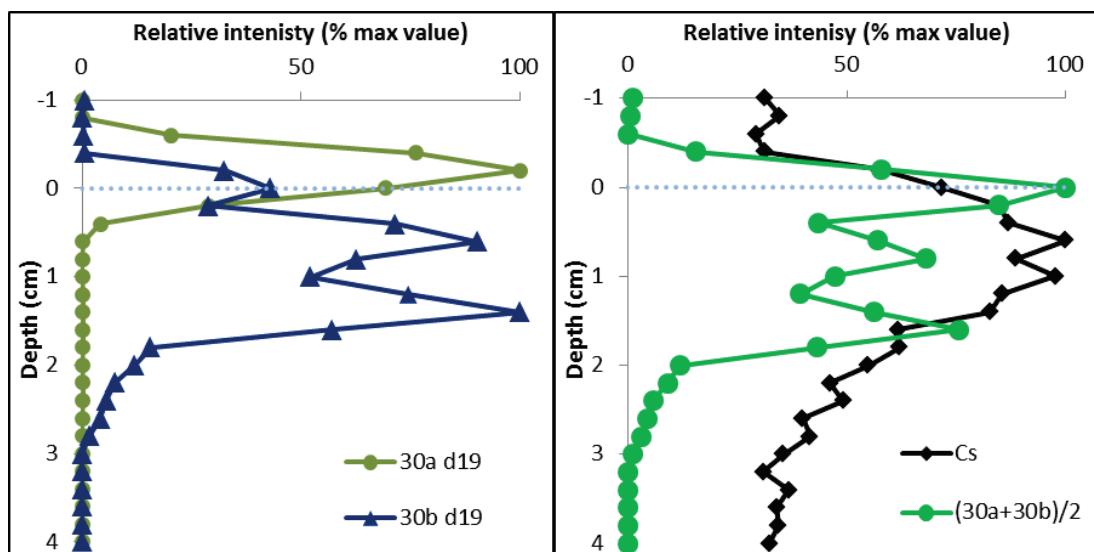 Relative intenisty (% max value)
0 50 100
-1
0
1
2
3
4
Depth (cm)
30a d19
30b d19
Relative intenisy (% max value)
0 50 100
-1
0
1
2
3
4
Depth (cm)
Cs
(30a+30b)/2